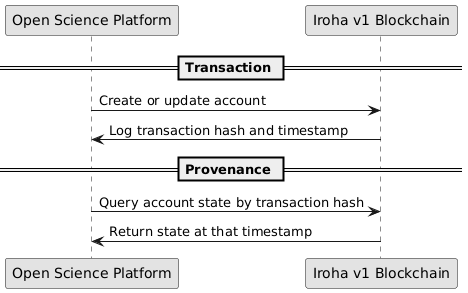 Open Science Platform
Iroha v1 Blockchain
Transaction
Create or update account
Log transaction hash and timestamp
Provenance
Query account state by transaction hash
Return state at that timestamp
Open Science Platform
Iroha v1 Blockchain